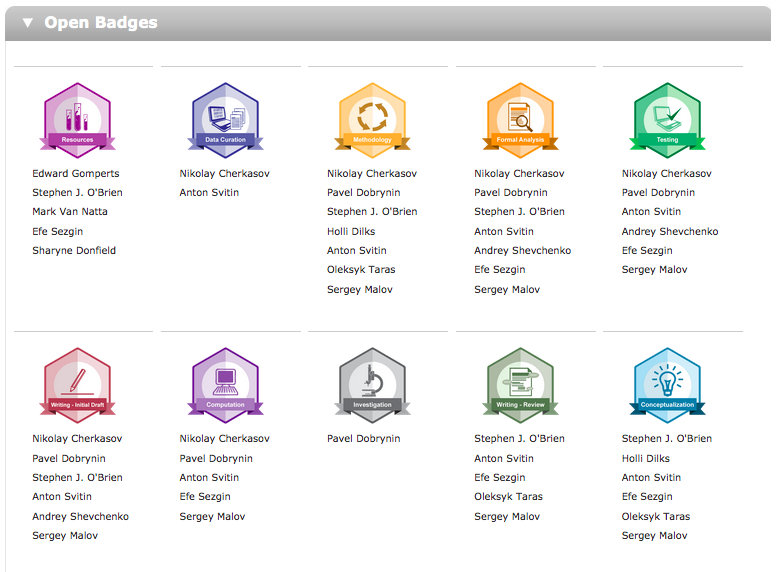 ▼ Open Badges
Resources
Edward Gomperts
Stephen J. O'Brien
Mark Van Natta
Efe Sezgin
Sharyne Donfield
Data Curation
Nikolay Cherkasov
Anton Svitin
Methodology
Nikolay Cherkasov
Pavel Dobrynin
Stephen J. O'Brien
Holli Dilks
Anton Svitin
Oleksyk Taras
Sergey Malov
Formal Analysis
Nikolay Cherkasov
Pavel Dobrynin
Stephen J. O'Brien
Anton Svitin
Andrey Shevchenko
Efe Sezgin
Sergey Malov
Testing
Nikolay Cherkasov
Pavel Dobrynin
Anton Svitin
Andrey Shevchenko
Efe Sezgin
Sergey Malov
Writing - Initial Draft
Nikolay Cherkasov
Pavel Dobrynin
Stephen J. O'Brien
Anton Svitin
Andrey Shevchenko
Sergey Malov
Computation
Nikolay Cherkasov
Pavel Dobrynin
Anton Svitin
Efe Sezgin
Sergey Malov
Investigation
Pavel Dobrynin
Writing - Review
Stephen J. O'Brien
Anton Svitin
Efe Sezgin
Oleksyk Taras
Sergey Malov
Conceptualization
Stephen J. O'Brien
Holli Dilks
Anton Svitin
Efe Sezgin
Oleksyk Taras
Sergey Malov